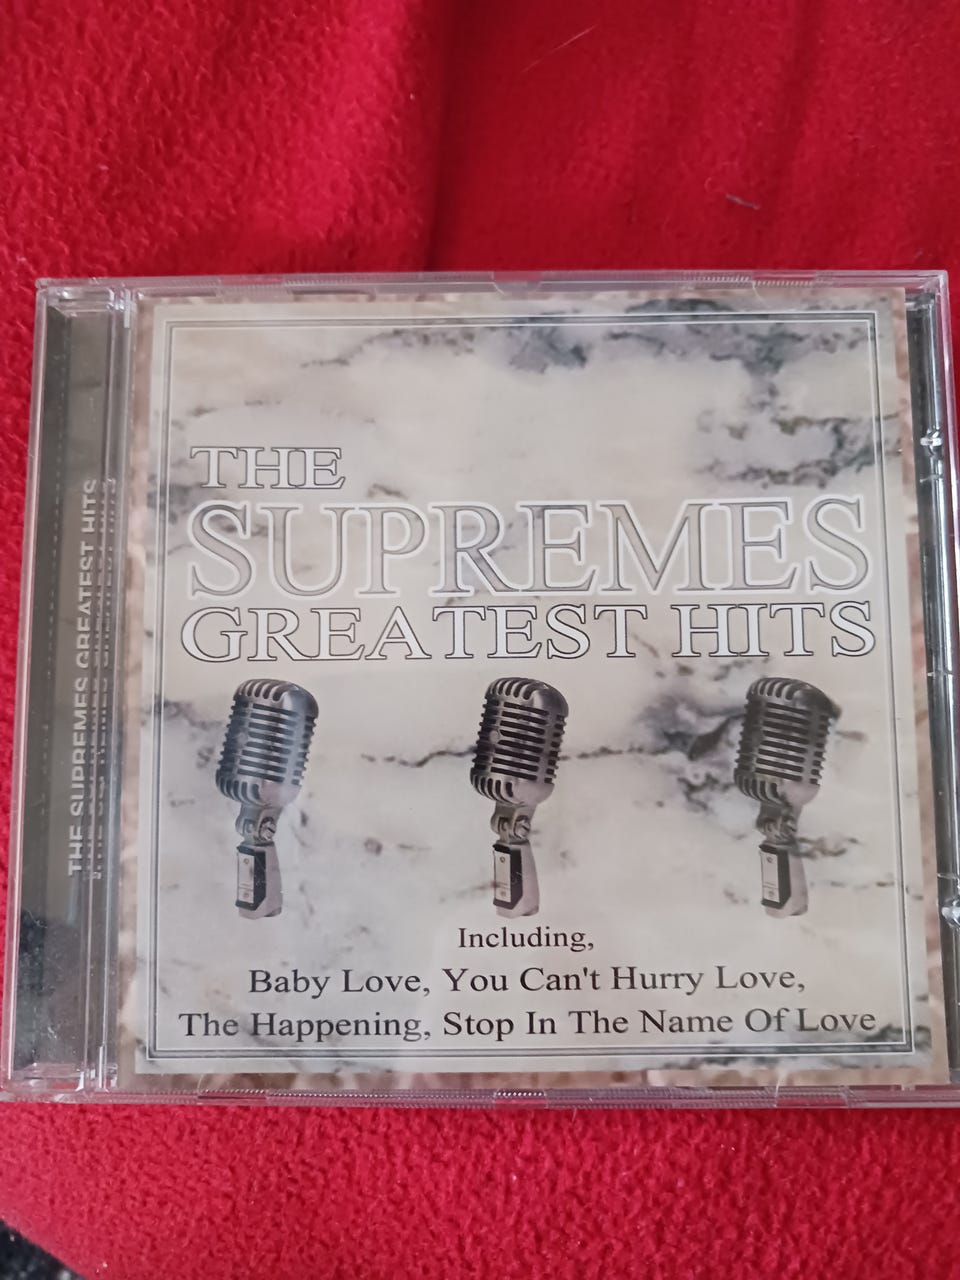 THE
SUPREMES
GREATEST HITS
Including,
Baby Love, You Can't Hurry Love,
The Happening, Stop In The Name Of Love
THE SUPREMES GREATEST HITS